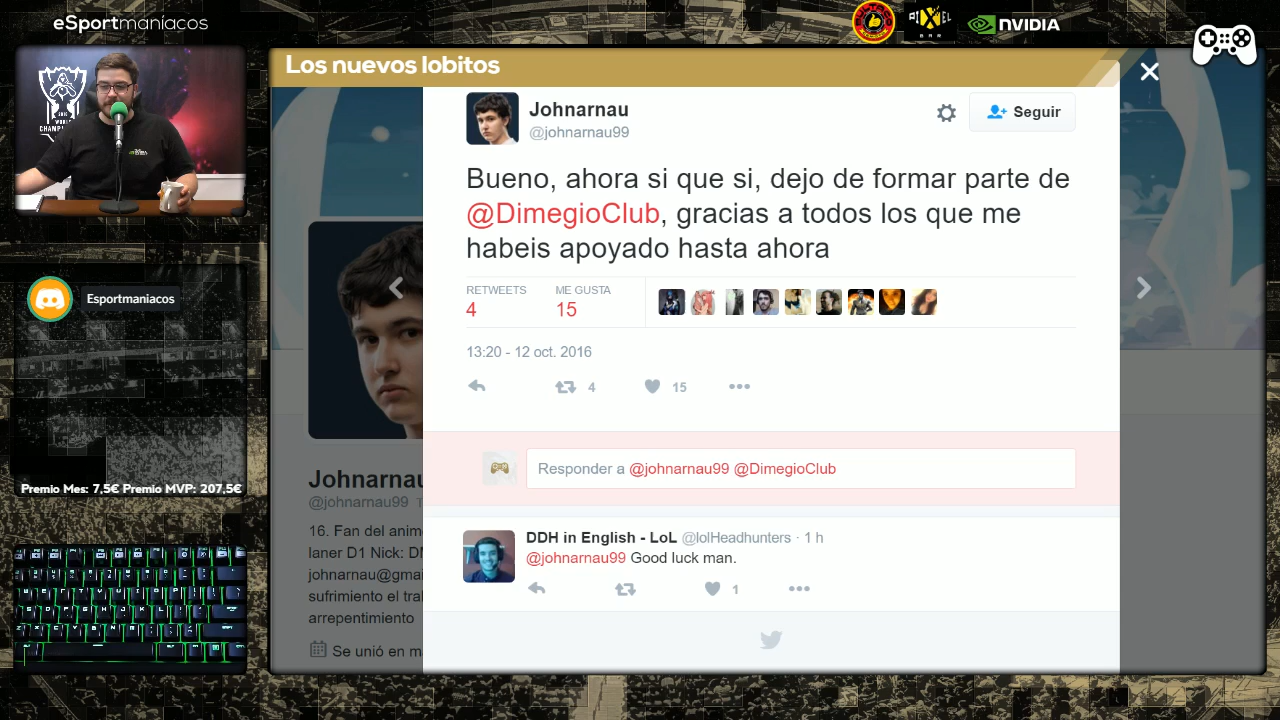 eSportmaníacos
PIXEL
BAR
NVIDIA
Los nuevos lobitos
Johnarnau
@johnarnau99
Seguir
Bueno, ahora si que si, dejo de formar parte de
@DimegioClub, gracias a todos los que me
habeis apoyado hasta ahora
RETWEETS
ME GUSTA
4
15
13:20 - 12 oct. 2016
4
15
Responder a @johnarnau99 @DimegioClub
DDH in English - LoL @lolHeadhunters · 1 h
@johnarnau99 Good luck man.
1
Esportmaniacos
Premio Mes: 7,5€ Premio MVP: 207,5€
Johnarnau
@johnarnau99
16. Fan del anim
laner D1 Nick: D
johnarnau@gmai
sufrimiento el tra
arrepentimiento
Se unió en m